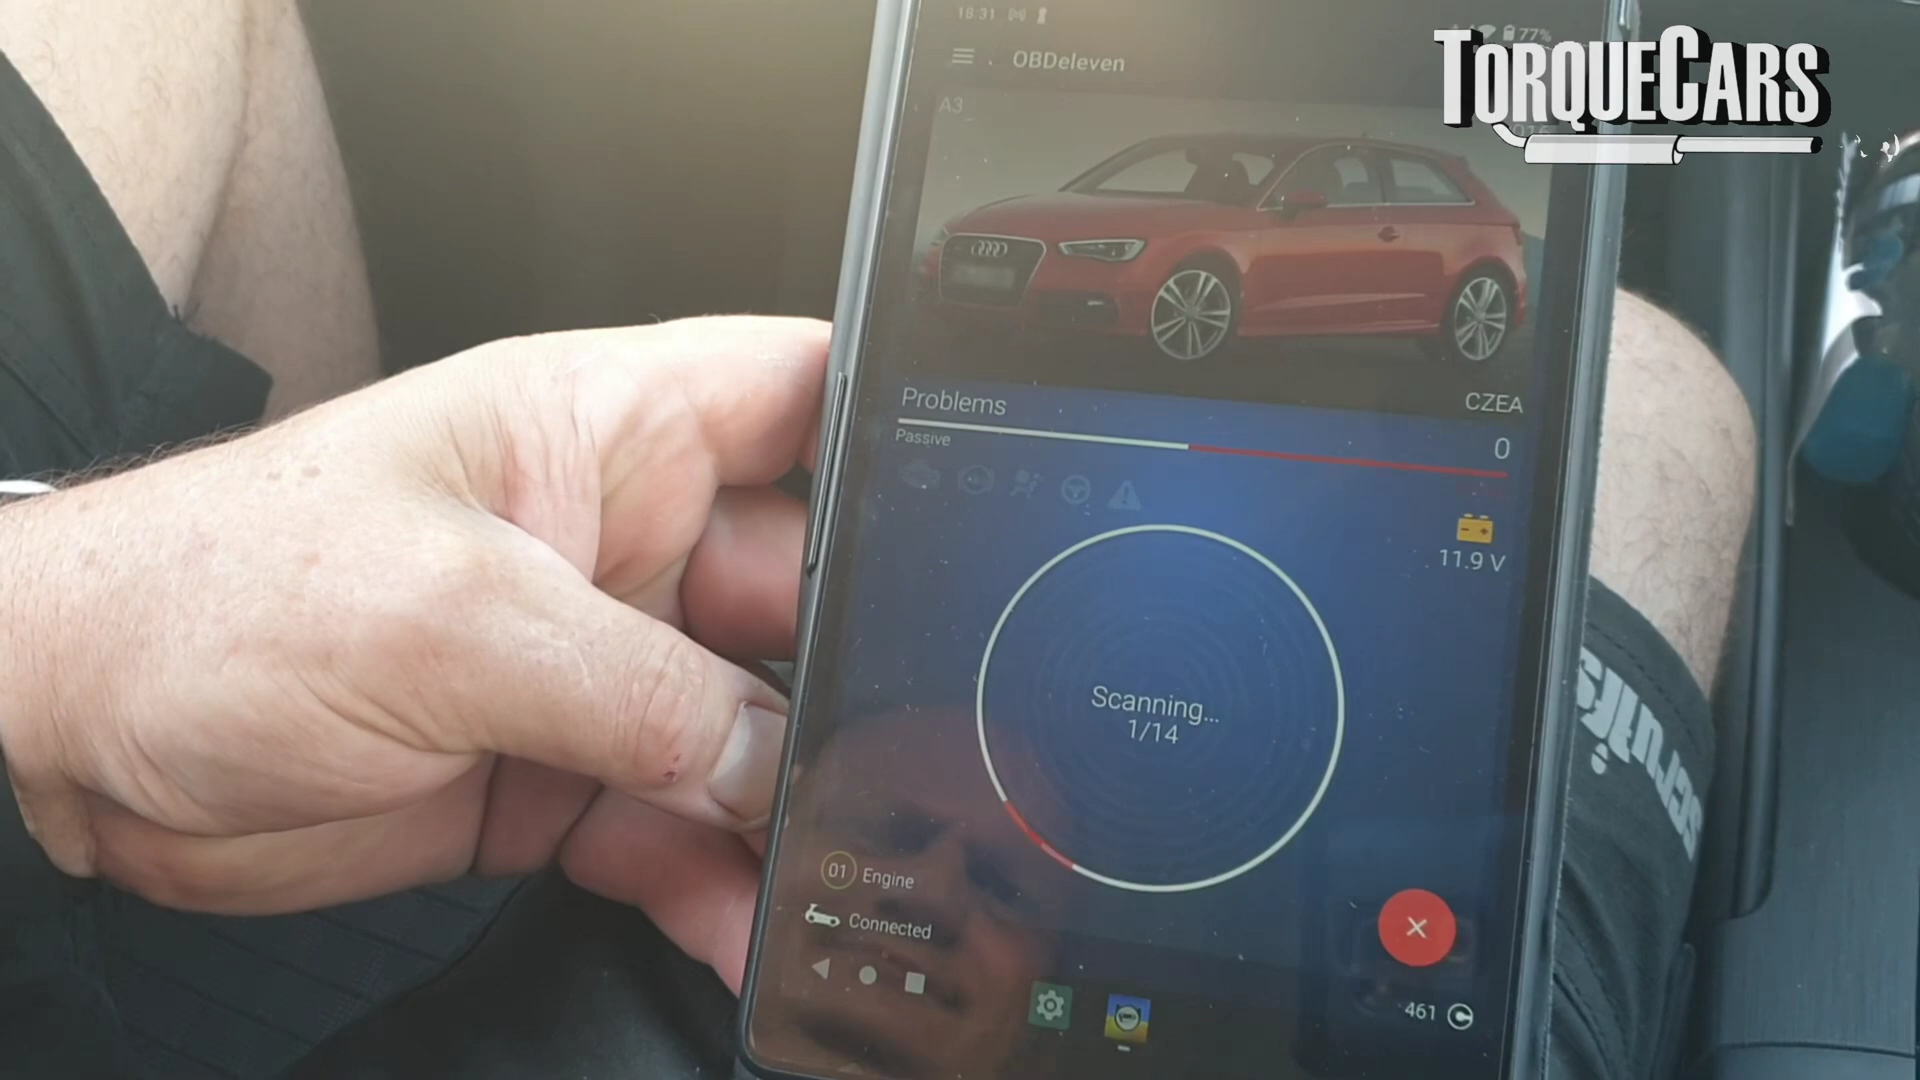 18:31
77%
TORQUECARS
OBDeleven
A3
Problems
CZEA
0
Passive
11.9 V
Scanning...
1/14
01 Engine
Connected
461
scruffs